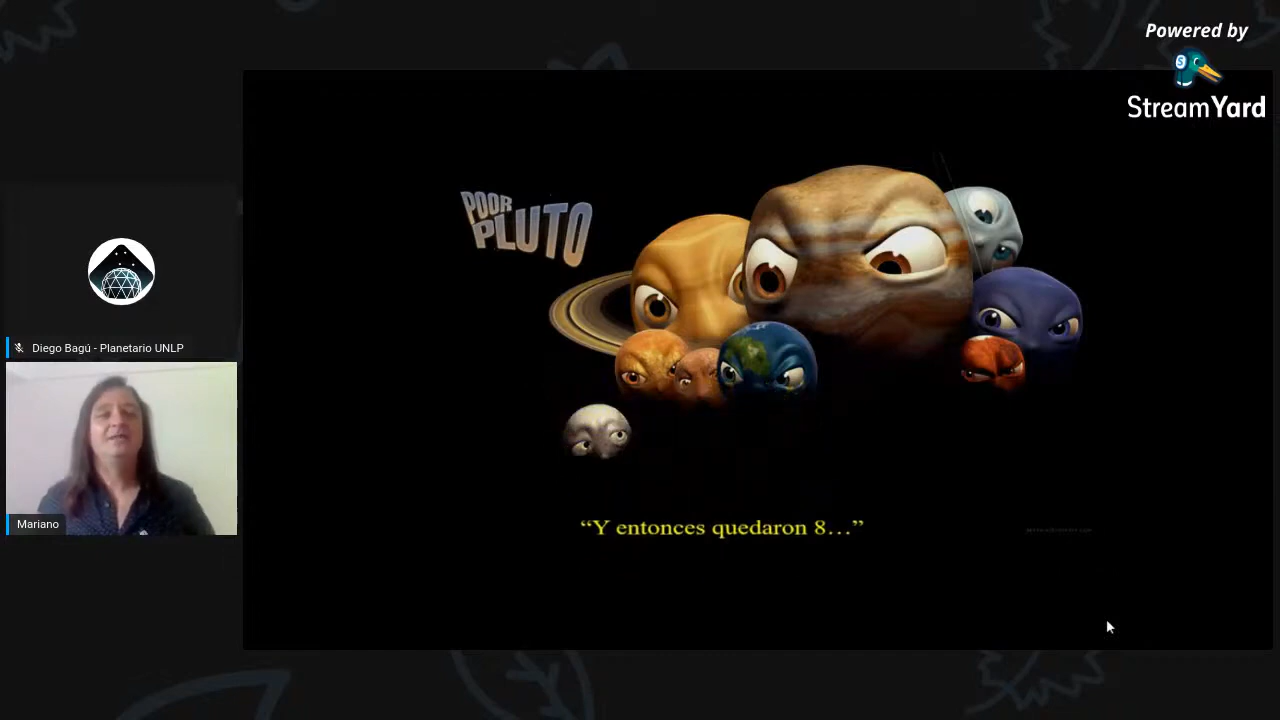 Powered by
StreamYard
POOR
PLUTO
Diego Bagú - Planetario UNLP
Mariano
“Y entonces quedaron 8…”